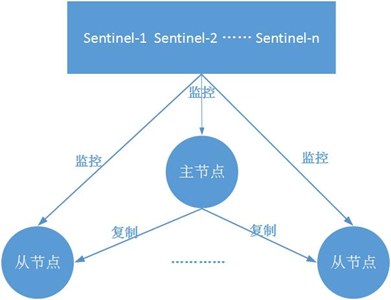 Sentinel-1 Sentinel-2 …… Sentinel-n
监控
监控
监控
主节点
复制
复制
从节点
…………
从节点